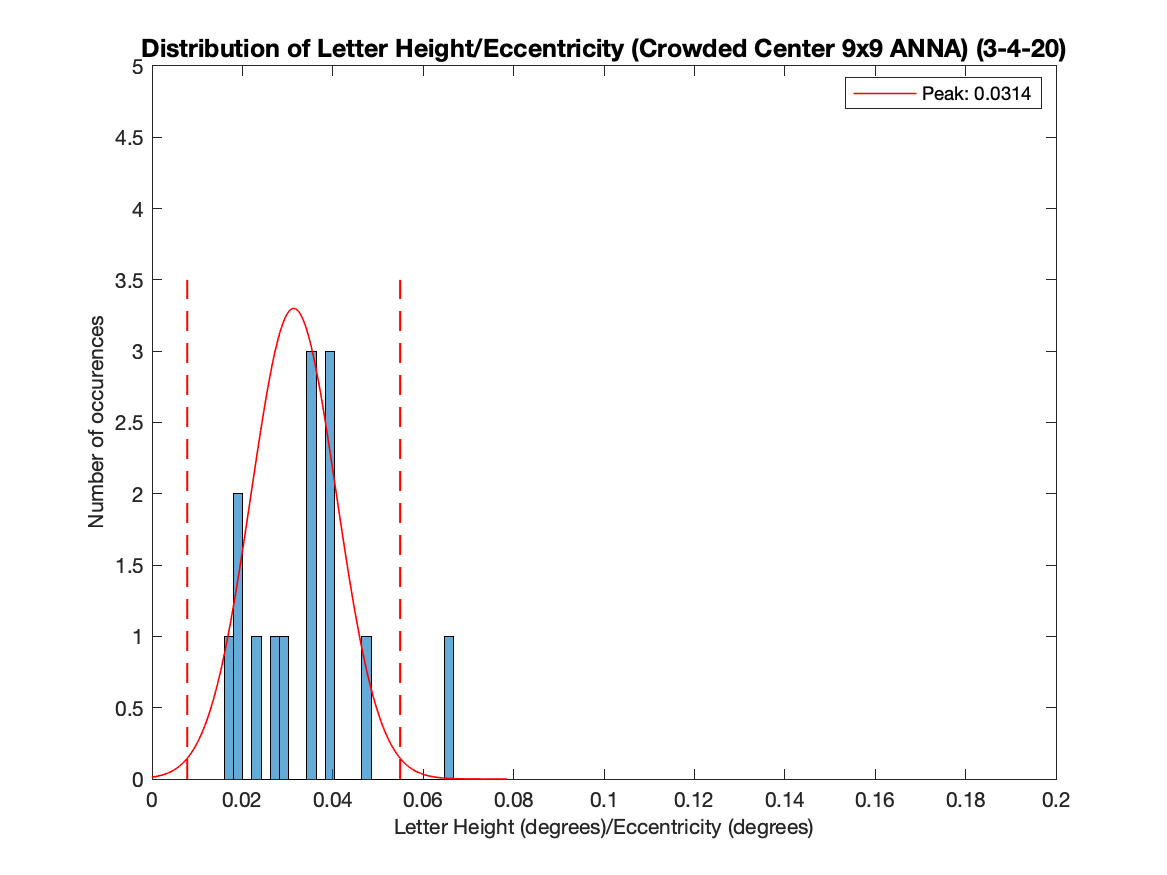 Distribution of Letter Height/Eccentricity (Crowded Center 9x9 ANNA) (3-4-20)
Peak: 0.0314
5
4.5
4
3.5
3
2.5
2
1.5
1
0.5
0
Number of occurences
0 0.02 0.04 0.06 0.08 0.1 0.12 0.14 0.16 0.18 0.2
Letter Height (degrees)/Eccentricity (degrees)